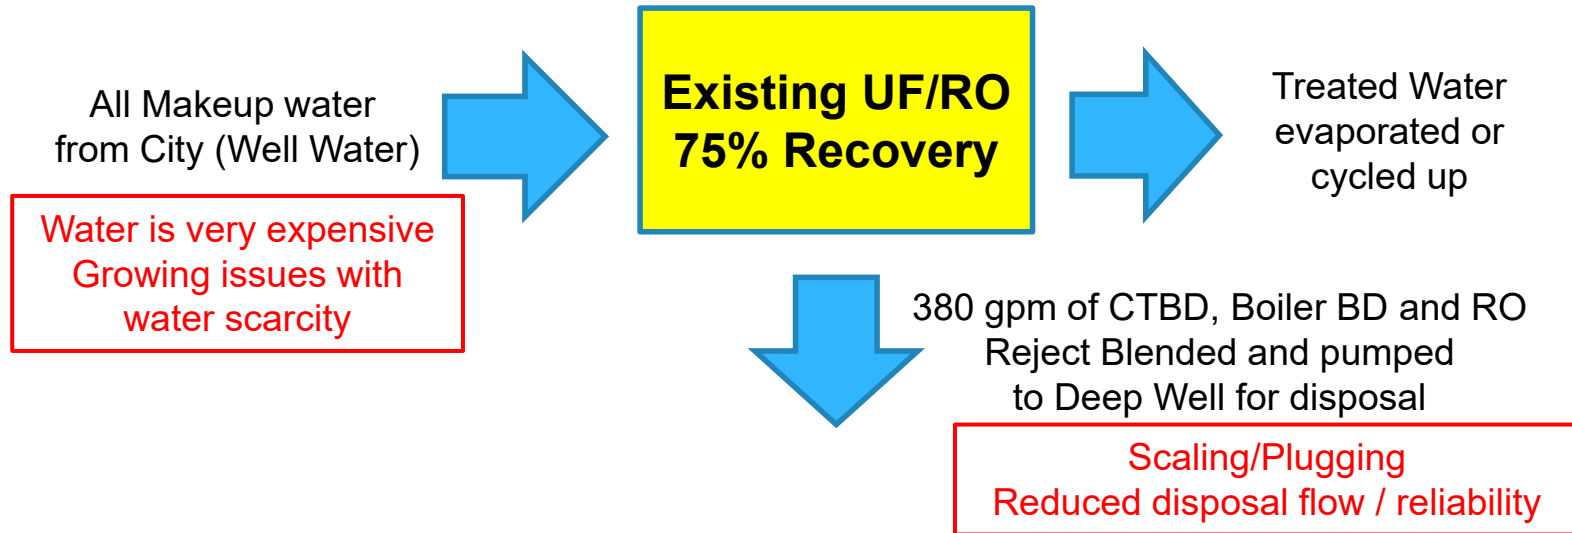 All Makeup water
from City (Well Water)
Water is very expensive
Growing issues with
water scarcity
Existing UF/RO
75% Recovery
Treated Water
evaporated or
cycled up
380 gpm of CTBD, Boiler BD and RO
Reject Blended and pumped
to Deep Well for disposal
Scaling/Plugging
Reduced disposal flow / reliability